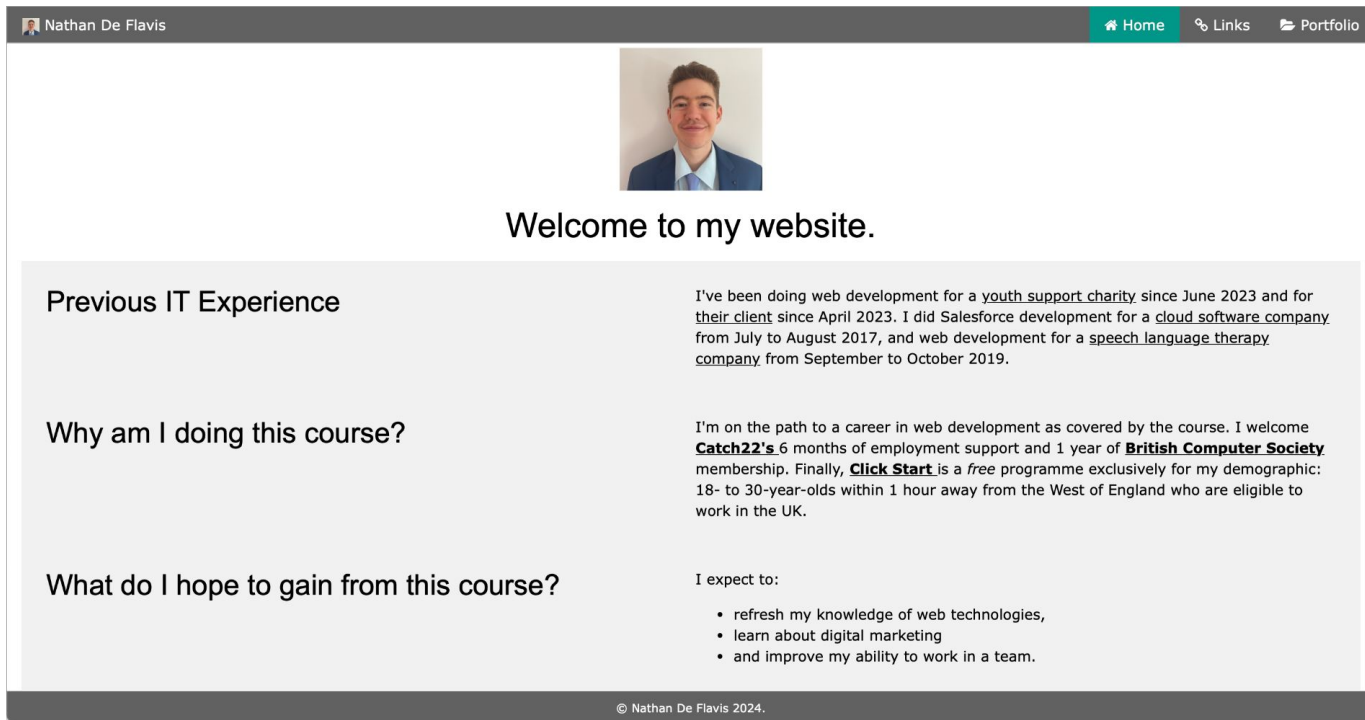 Nathan De Flavis
Home
Links
Portfolio
Welcome to my website.
Previous IT Experience
I've been doing web development for a youth support charity since June 2023 and for
their client since April 2023. I did Salesforce development for a cloud software company
from July to August 2017, and web development for a speech language therapy
company from September to October 2019.
Why am I doing this course?
I'm on the path to a career in web development as covered by the course. I welcome
Catch22's 6 months of employment support and 1 year of British Computer Society
membership. Finally, Click Start is a free programme exclusively for my demographic:
18- to 30-year-olds within 1 hour away from the West of England who are eligible to
work in the UK.
What do I hope to gain from this course?
I expect to:
• refresh my knowledge of web technologies,
• learn about digital marketing
• and improve my ability to work in a team.
© Nathan De Flavis 2024.